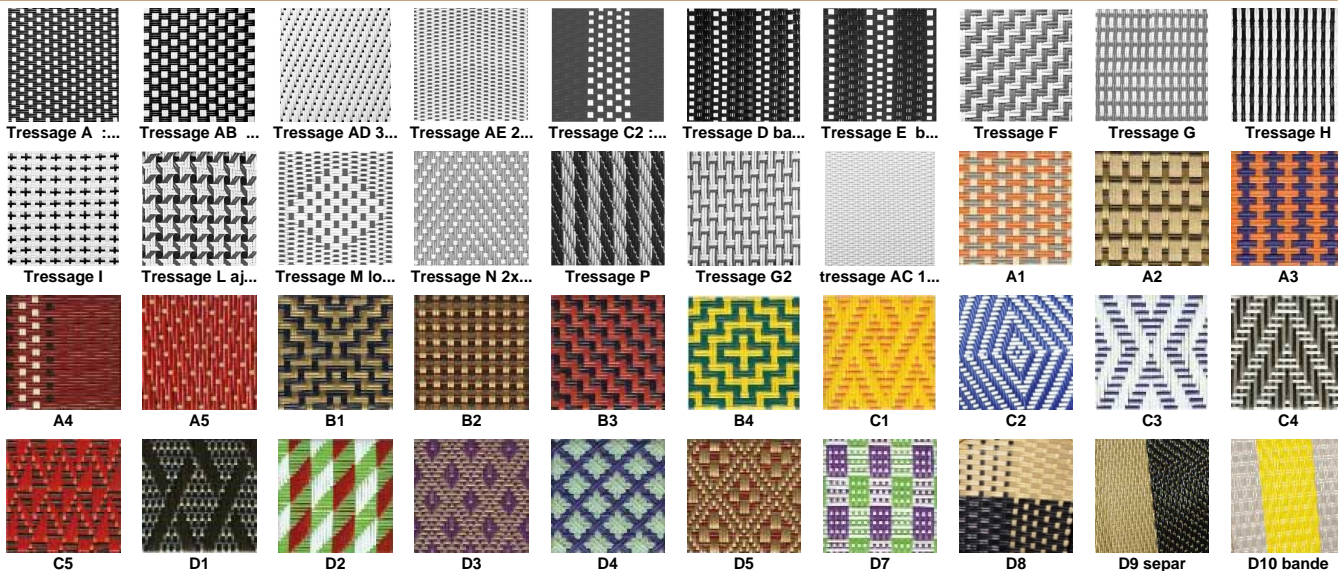 Tressage A :... Tressage AB ... Tressage AD 3... Tressage AE 2... Tressage C2 :... Tressage D ba... Tressage E b... Tressage F Tressage G Tressage H
Tressage I Tressage L aj... Tressage M lo... Tressage N 2x... Tressage P Tressage G2 tressage AC 1... A1 A2 A3
A4 A5 B1 B2 B3 B4 C1 C2 C3 C4
C5 D1 D2 D3 D4 D5 D7 D8 D9 separ D10 bande